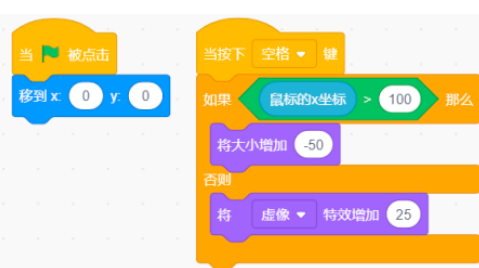 当 被点击
移到 x: 0 y: 0
当按下 空格 键
如果 鼠标的x坐标 > 100 那么
将大小增加 -50
否则
将 虚像 特效增加 25